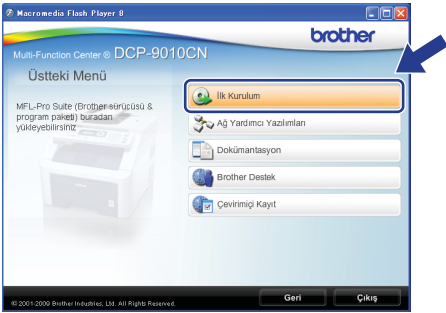 Macromedia Flash Player 8
brother
Multi-Function Center ® DCP-9010CN
Üstteki Menü
MFL-Pro Suite (Brother sürücüsü &
program paketi) buradan
yükleyebilirsiniz
İlk Kurulum
Ağ Yardımcı Yazılımları
Dokümantasyon
Brother Destek
Çevirimiçi Kayıt
© 2001-2009 Brother Industries, Ltd. All Rights Reserved.
Geri
Çıkış